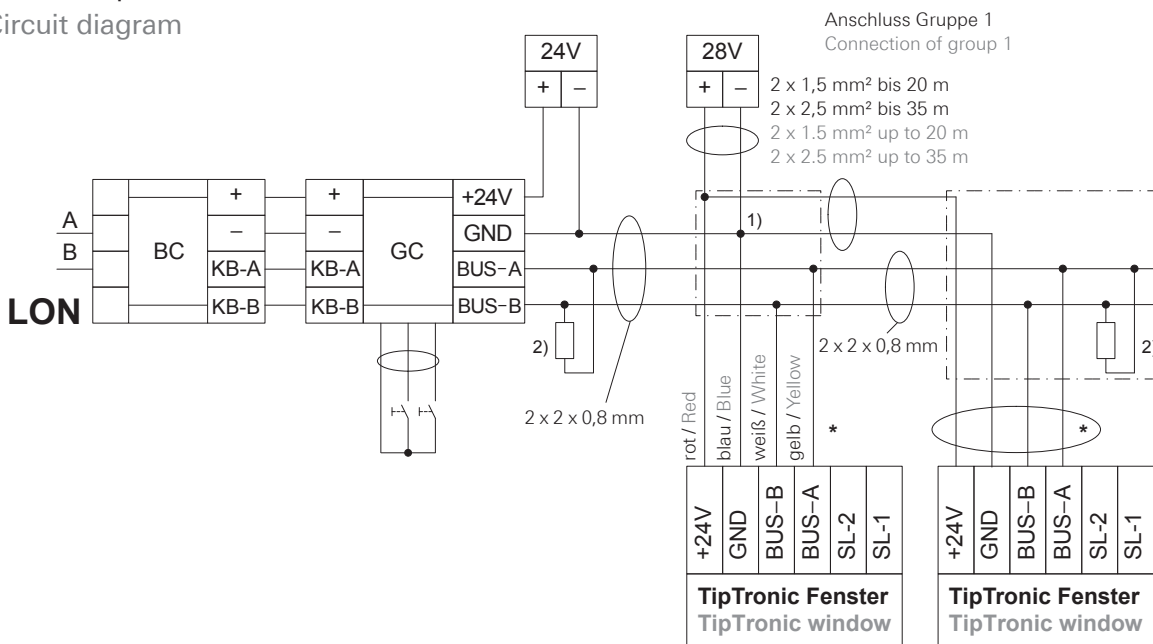 Circuit diagram
Anschluss Gruppe 1
Connection of group 1
24V
+ −
28V
+ −
2 x 1,5 mm² bis 20 m
2 x 2,5 mm² bis 35 m
2 x 1.5 mm² up to 20 m
2 x 2.5 mm² up to 35 m
A
B
LON
BC
+
−
KB-A
KB-B
+
−
KB-A
KB-B
GC
+24V
GND
BUS-A
BUS-B
1)
2)
2 x 2 x 0,8 mm
2 x 2 x 0,8 mm
2)
rot / Red
blau / Blue
weiß / White
gelb / Yellow
*
*
+24V
GND
BUS-B
BUS-A
SL-2
SL-1
TipTronic Fenster
TipTronic window
+24V
GND
BUS-B
BUS-A
SL-2
SL-1
TipTronic Fenster
TipTronic window